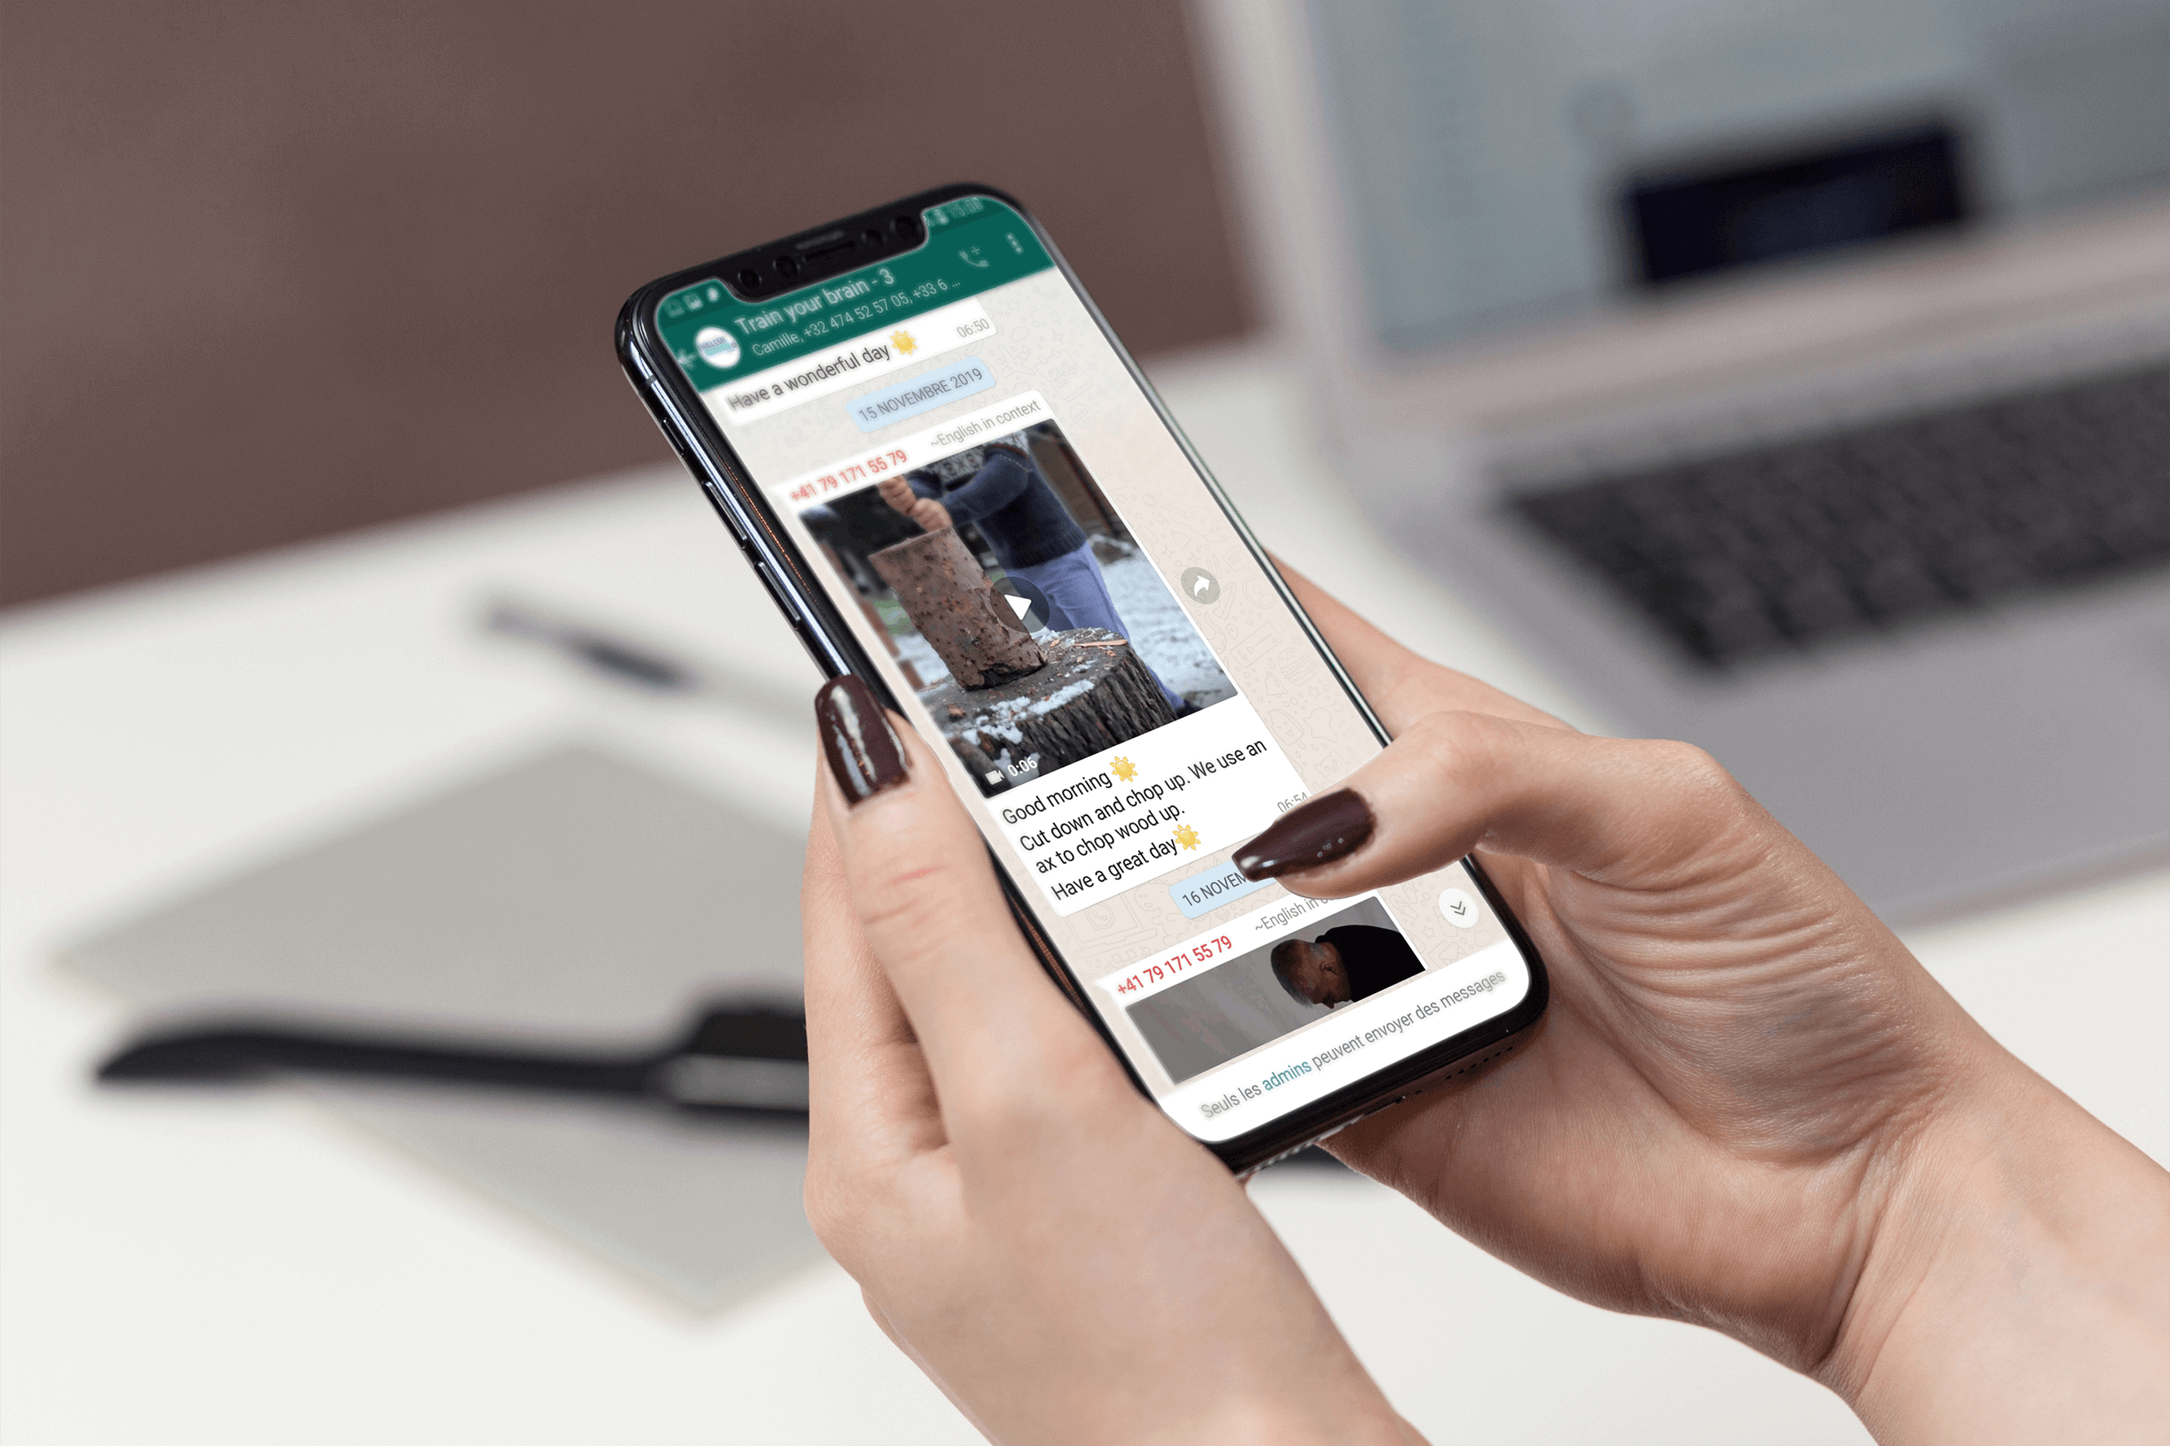 15:09
Train your brain - 3
Camille, +32 474 52 57 05, +33 6 ...
Have a wonderful day
06:50
15 NOVEMBRE 2019
+41 79 171 55 79
~English in context
0:06
Good morning
Cut down and chop up. We use an
ax to chop wood up.
Have a great day
06:54
16 NOVEM
+41 79 171 55 79
~English in
Seuls les admins peuvent envoyer des messages